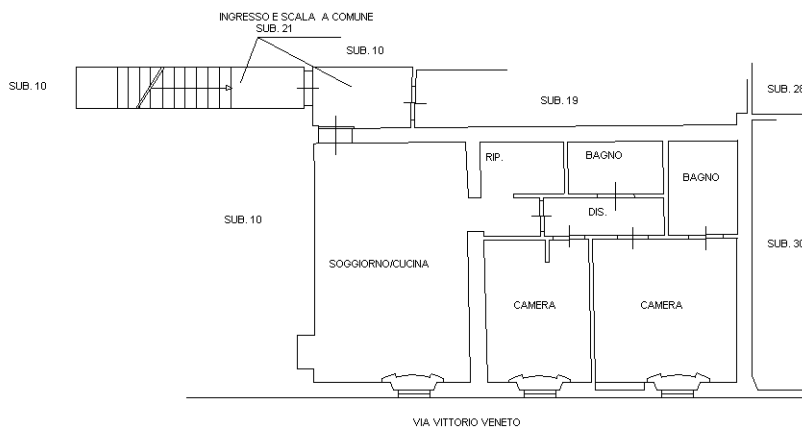 INGRESSO E SCALA A COMUNE
SUB. 21
SUB. 10
SUB. 10
SUB. 19
SUB. 28
RIP.
BAGNO
BAGNO
SUB. 10
DIS.
SUB. 30
SOGGIORNO/CUCINA
CAMERA
CAMERA
VIA VITTORIO VENETO